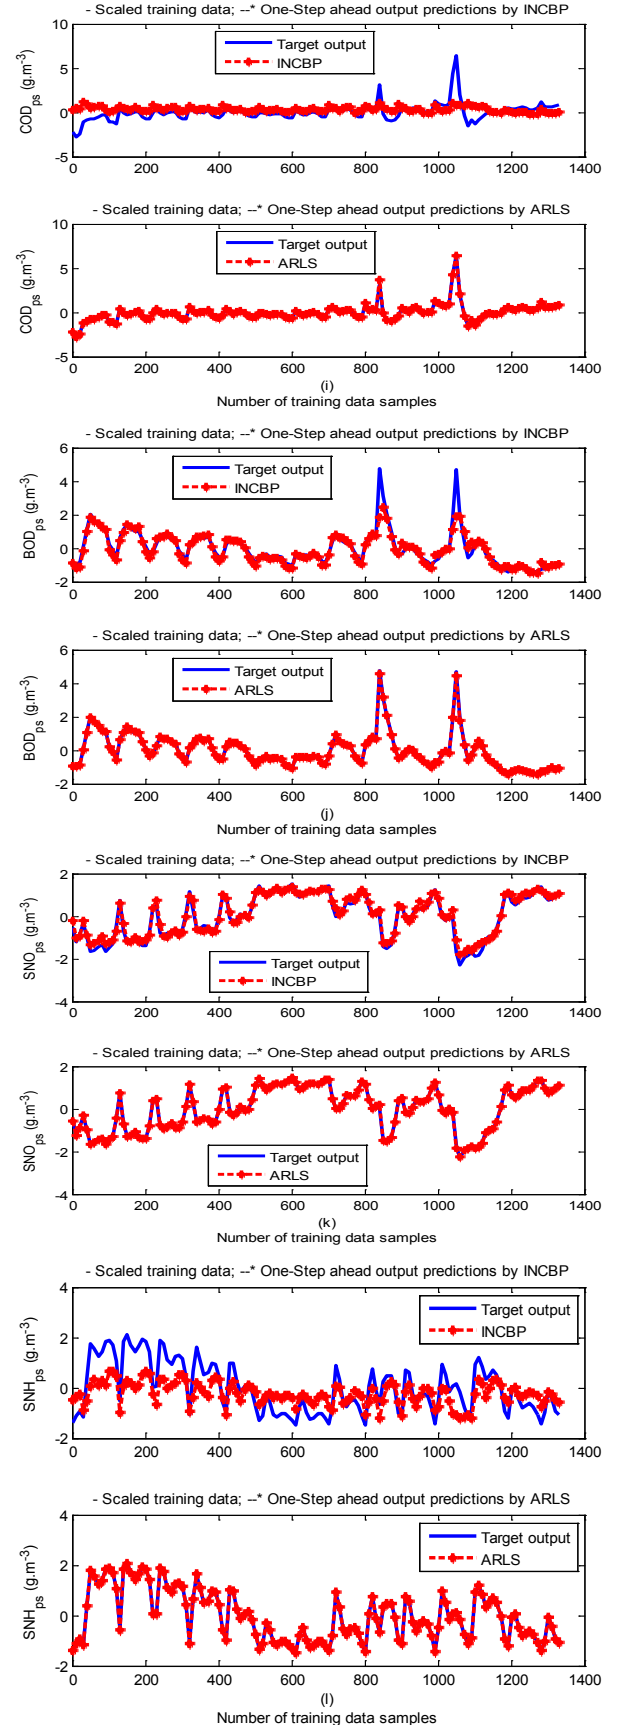 - Scaled training data; --* One-Step ahead output predictions by INCBP
10
5
0
-5
COD_ps (g.m^-3)
Target output
INCBP
0 200 400 600 800 1000 1200 1400
- Scaled training data; --* One-Step ahead output predictions by ARLS
10
5
0
-5
COD_ps (g.m^-3)
Target output
ARLS
0 200 400 600 800 1000 1200 1400
(i)
Number of training data samples
- Scaled training data; --* One-Step ahead output predictions by INCBP
6
4
2
0
-2
BOD_ps (g.m^-3)
Target output
INCBP
0 200 400 600 800 1000 1200 1400
- Scaled training data; --* One-Step ahead output predictions by ARLS
6
4
2
0
-2
BOD_ps (g.m^-3)
Target output
ARLS
0 200 400 600 800 1000 1200 1400
(j)
Number of training data samples
- Scaled training data; --* One-Step ahead output predictions by INCBP
2
0
-2
-4
SNO_ps (g.m^-3)
Target output
INCBP
0 200 400 600 800 1000 1200 1400
- Scaled training data; --* One-Step ahead output predictions by ARLS
2
0
-2
-4
SNO_ps (g.m^-3)
Target output
ARLS
0 200 400 600 800 1000 1200 1400
(k)
Number of training data samples
- Scaled training data; --* One-Step ahead output predictions by INCBP
4
2
0
-2
SNH_ps (g.m^-3)
Target output
INCBP
0 200 400 600 800 1000 1200 1400
- Scaled training data; --* One-Step ahead output predictions by ARLS
4
2
0
-2
SNH_ps (g.m^-3)
Target output
ARLS
0 200 400 600 800 1000 1200 1400
(l)
Number of training data samples